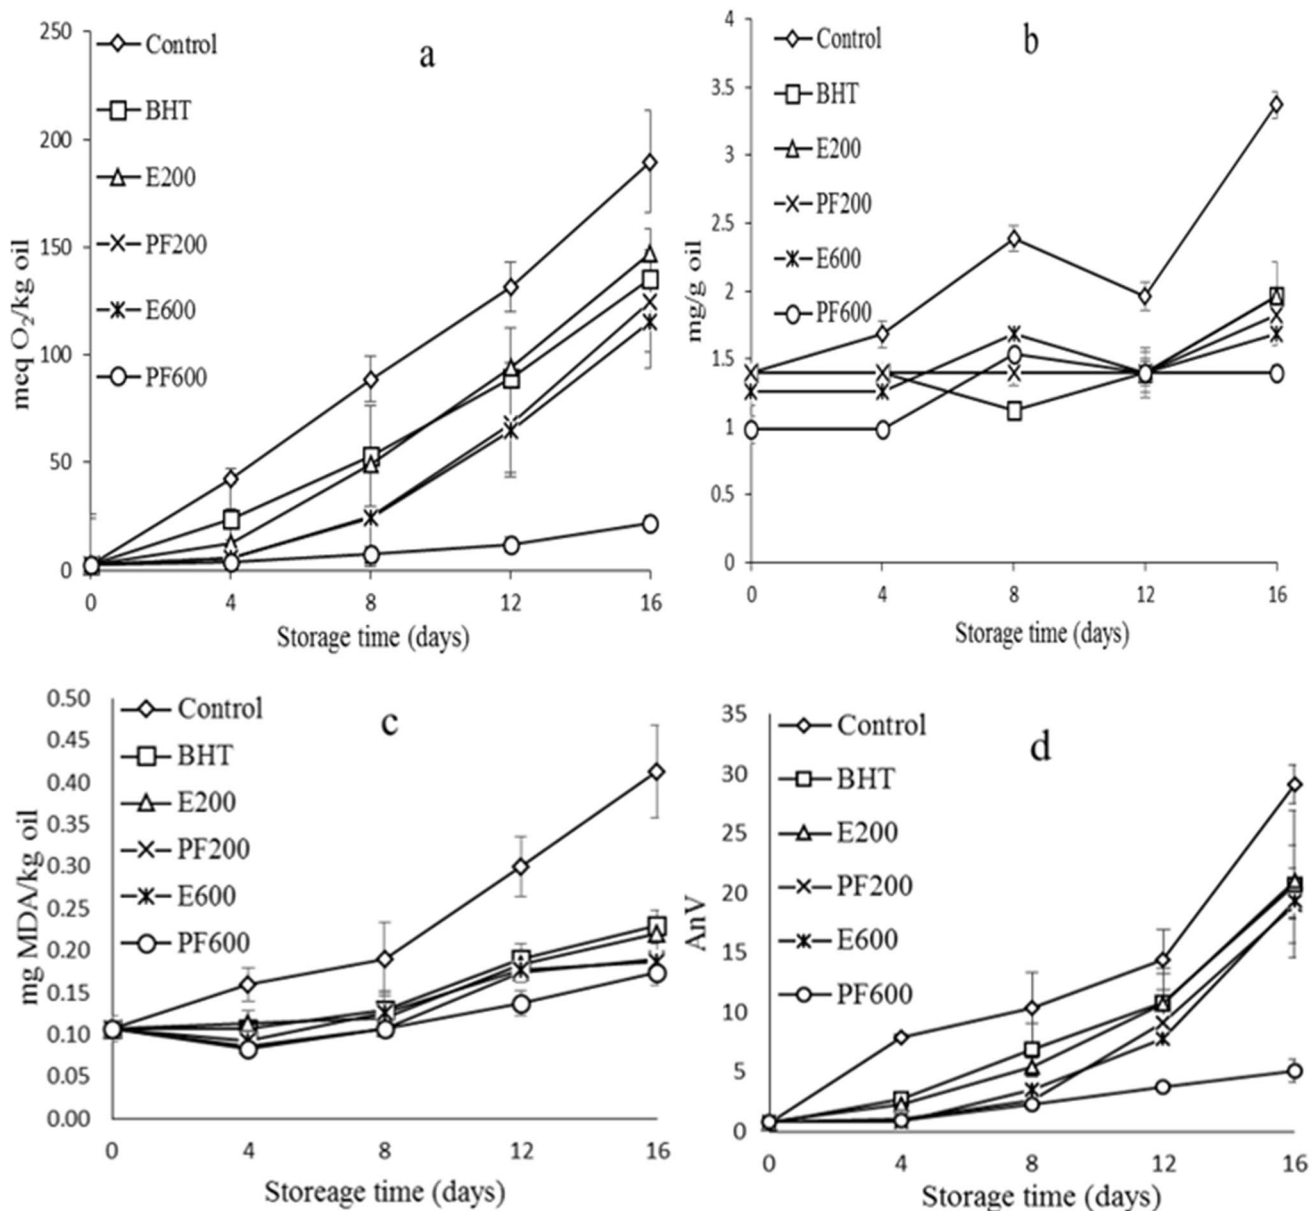 a
250
200
150
100
50
0
meq O₂/kg oil
Control
BHT
E200
PF200
E600
PF600
0 4 8 12 16
Storage time (days)
b
4
3.5
3
2.5
2
1.5
1
0.5
0
mg/g oil
Control
BHT
E200
PF200
E600
PF600
0 4 8 12 16
Storage time (days)
c
0.50
0.45
0.40
0.35
0.30
0.25
0.20
0.15
0.10
0.05
0.00
mg MDA/kg oil
Control
BHT
E200
PF200
E600
PF600
0 4 8 12 16
Storeage time (days)
d
35
30
25
20
15
10
5
0
AnV
Control
BHT
E200
PF200
E600
PF600
0 4 8 12 16
Storage time (days)